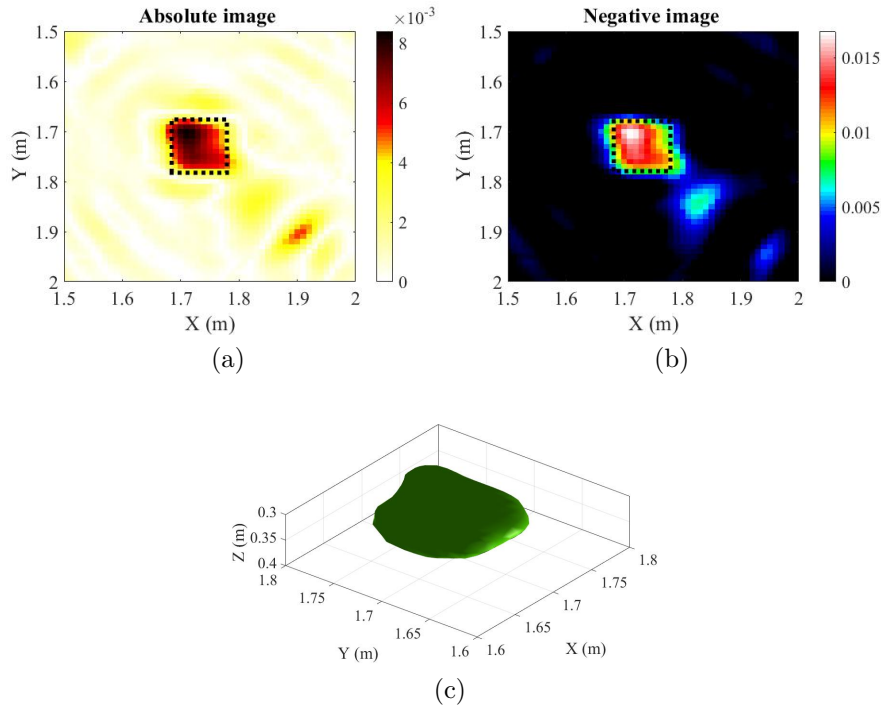 Absolute image
×10⁻³
1.5
1.6
1.7
1.8
1.9
2
1.5 1.6 1.7 1.8 1.9 2
Y (m)
X (m)
8
6
4
2
0
(a)
Negative image
1.5
1.6
1.7
1.8
1.9
2
1.5 1.6 1.7 1.8 1.9 2
Y (m)
X (m)
0.015
0.01
0.005
0
(b)
0.3
0.35
0.4
Z (m)
1.8
1.75
1.7
1.65
1.6
Y (m)
1.6
1.65
1.7
1.75
1.8
X (m)
(c)